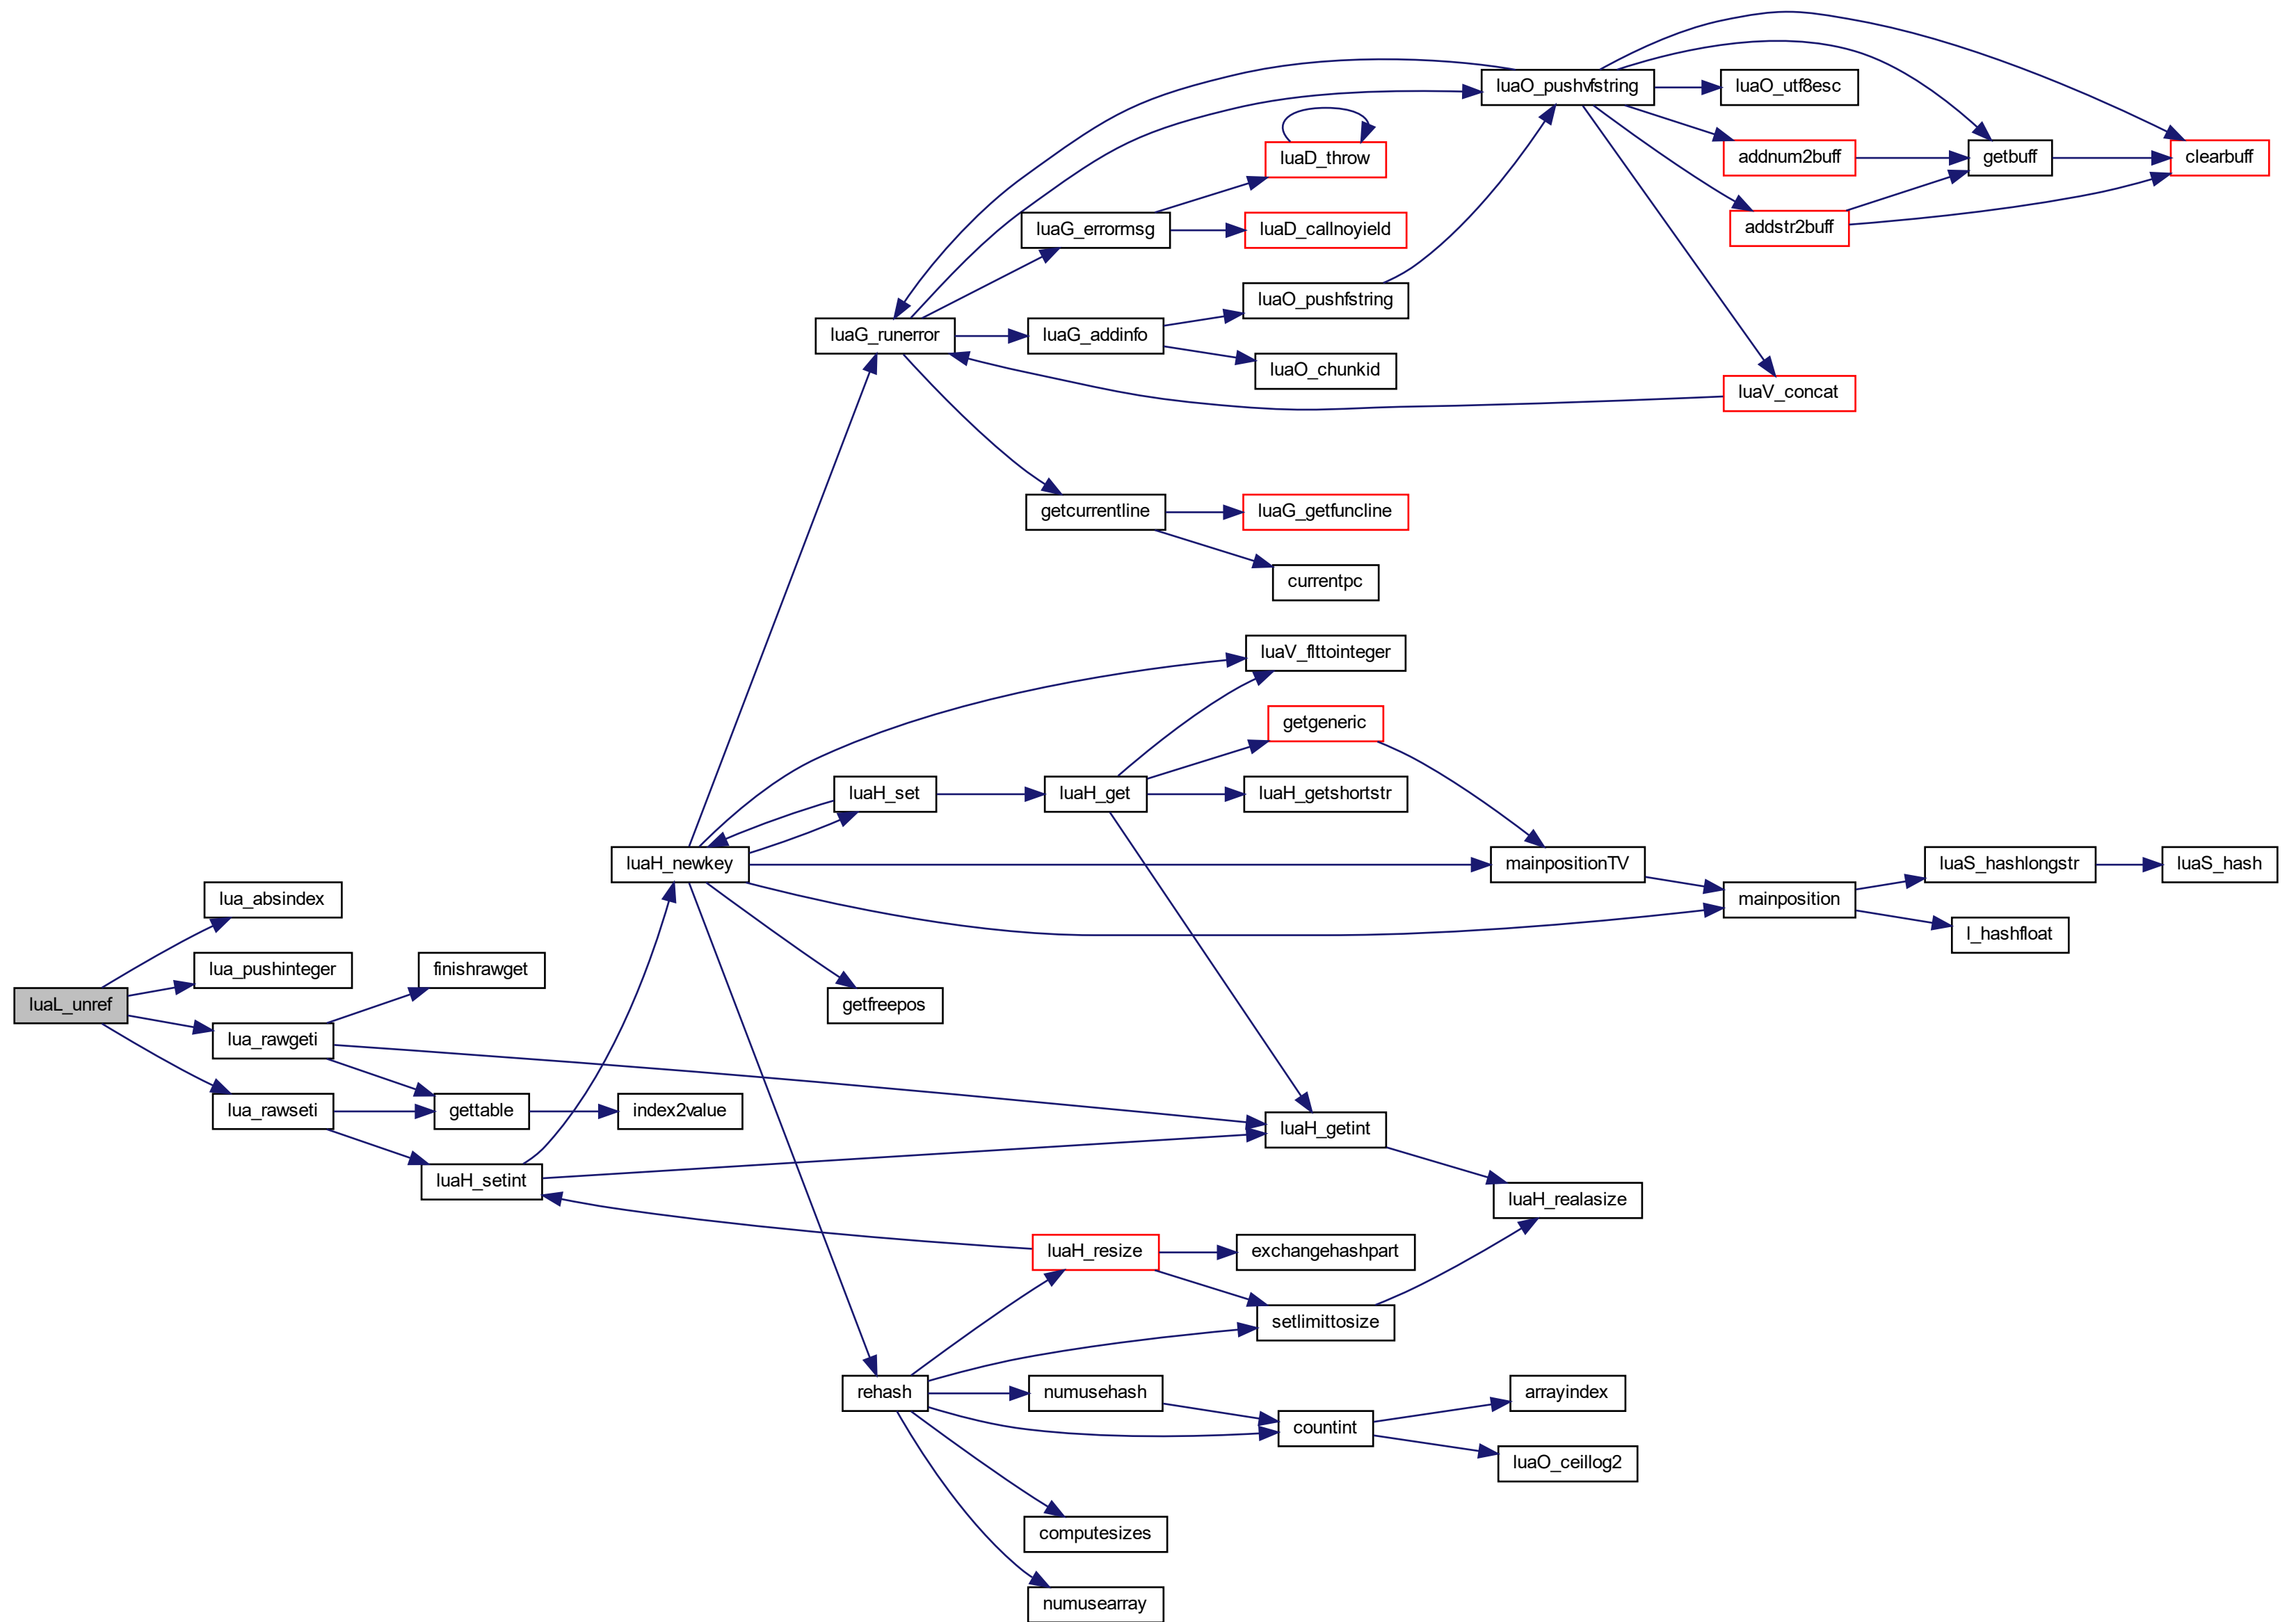 luaO_pushvfstring
luaO_utf8esc
luaD_throw
addnum2buff
getbuff
clearbuff
luaG_errormsg
luaD_callnoyield
addstr2buff
luaO_pushfstring
luaG_runerror
luaG_addinfo
luaO_chunkid
luaV_concat
getcurrentline
luaG_getfuncline
currentpc
luaV_flttointeger
getgeneric
luaH_set
luaH_get
luaH_getshortstr
luaH_newkey
mainpositionTV
luaS_hashlongstr
luaS_hash
lua_absindex
mainposition
l_hashfloat
lua_pushinteger
finishrawget
luaL_unref
getfreepos
lua_rawgeti
lua_rawseti
gettable
index2value
luaH_getint
luaH_setint
luaH_realasize
luaH_resize
exchangehashpart
setlimittosize
rehash
numusehash
arrayindex
countint
luaO_ceillog2
computesizes
numusearray